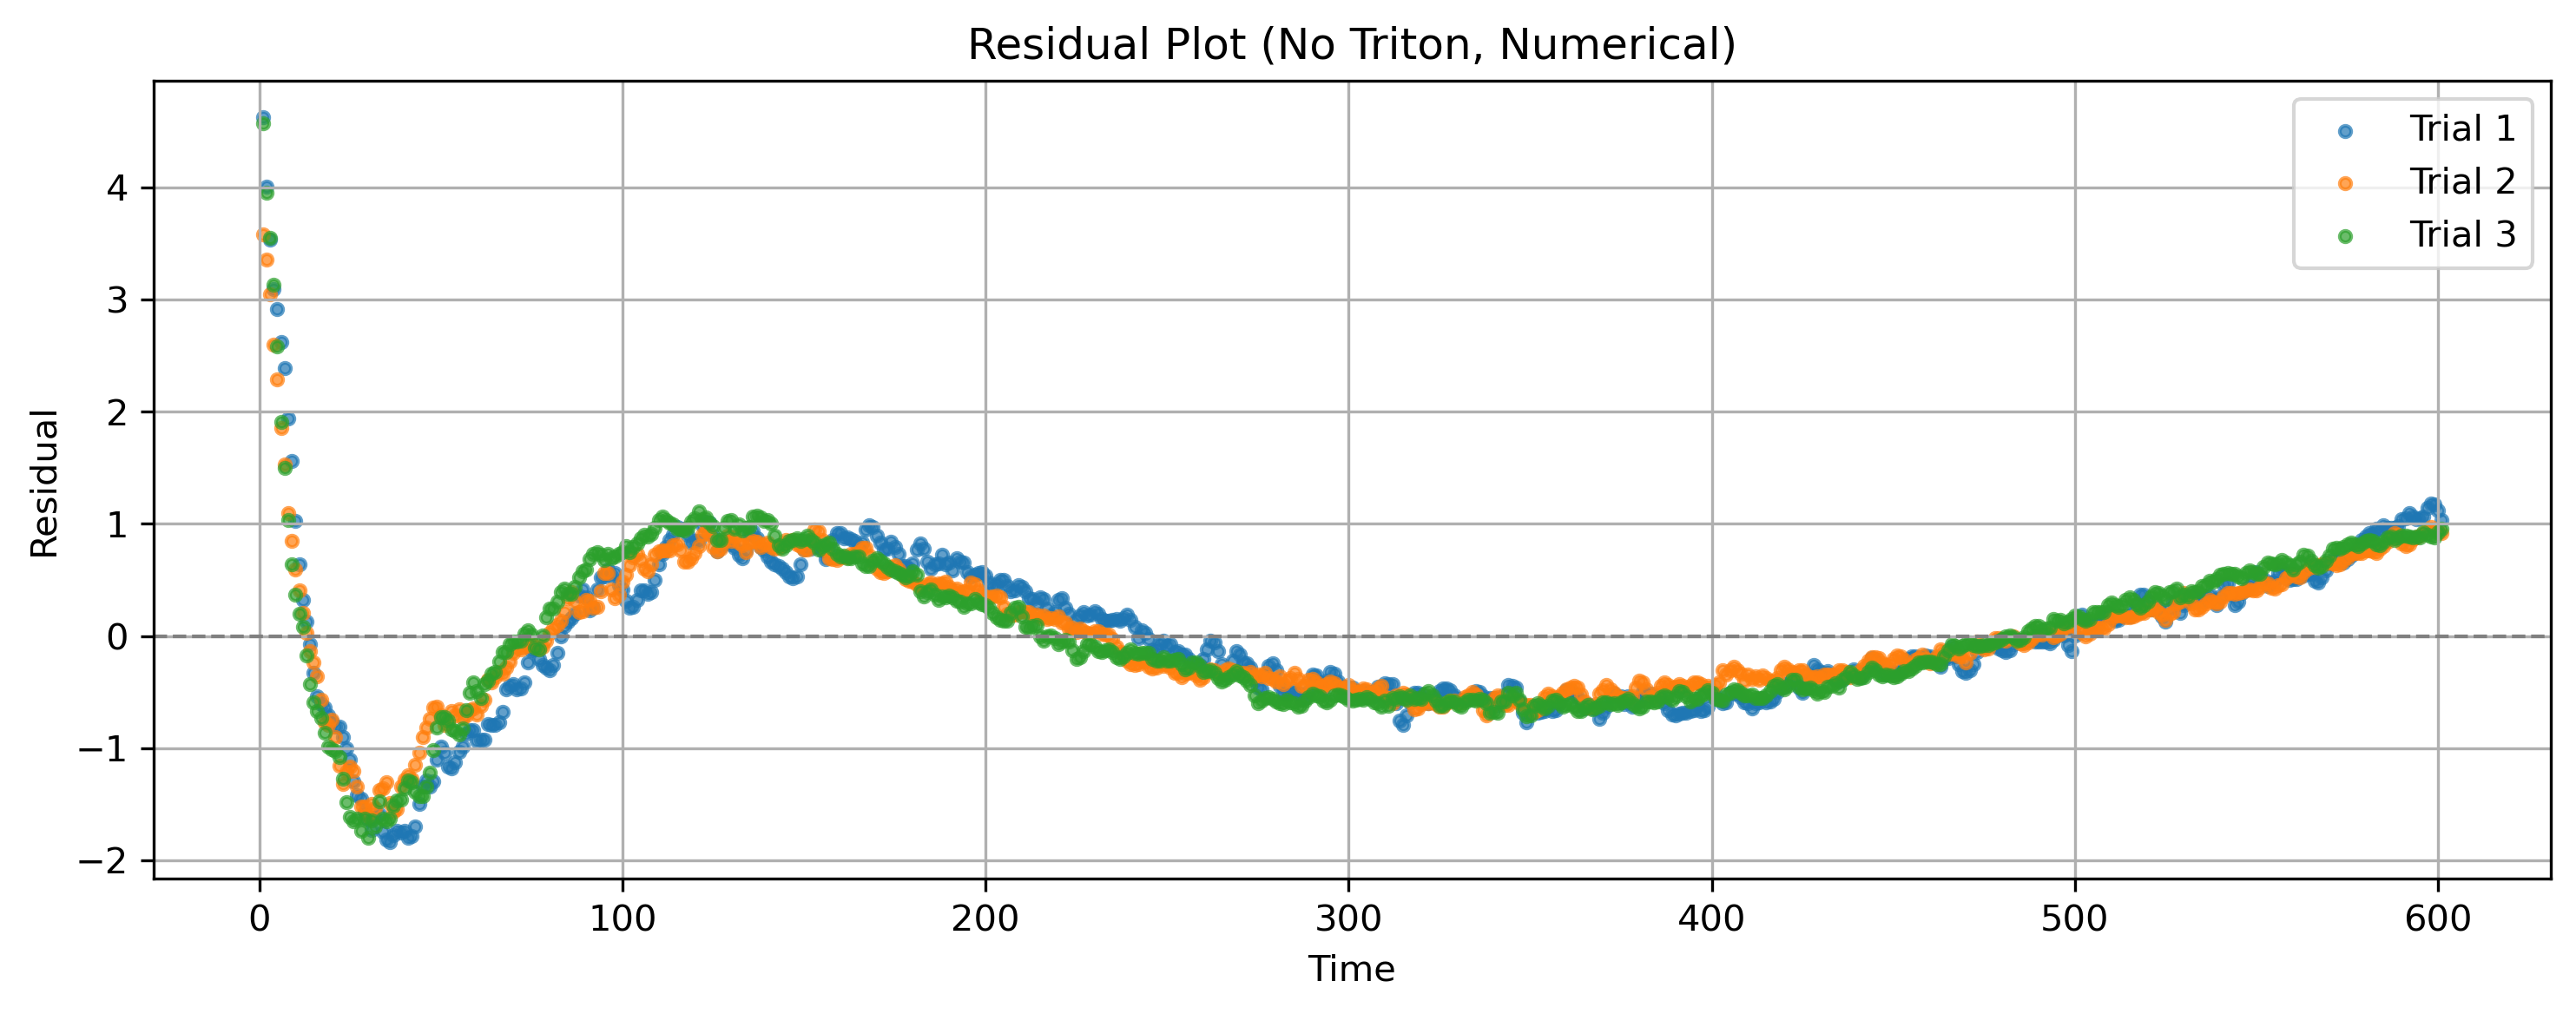 Residual Plot (No Triton, Numerical)
Trial 1
Trial 2
Trial 3
4
3
2
1
0
−1
−2
Residual
0 100 200 300 400 500 600
Time